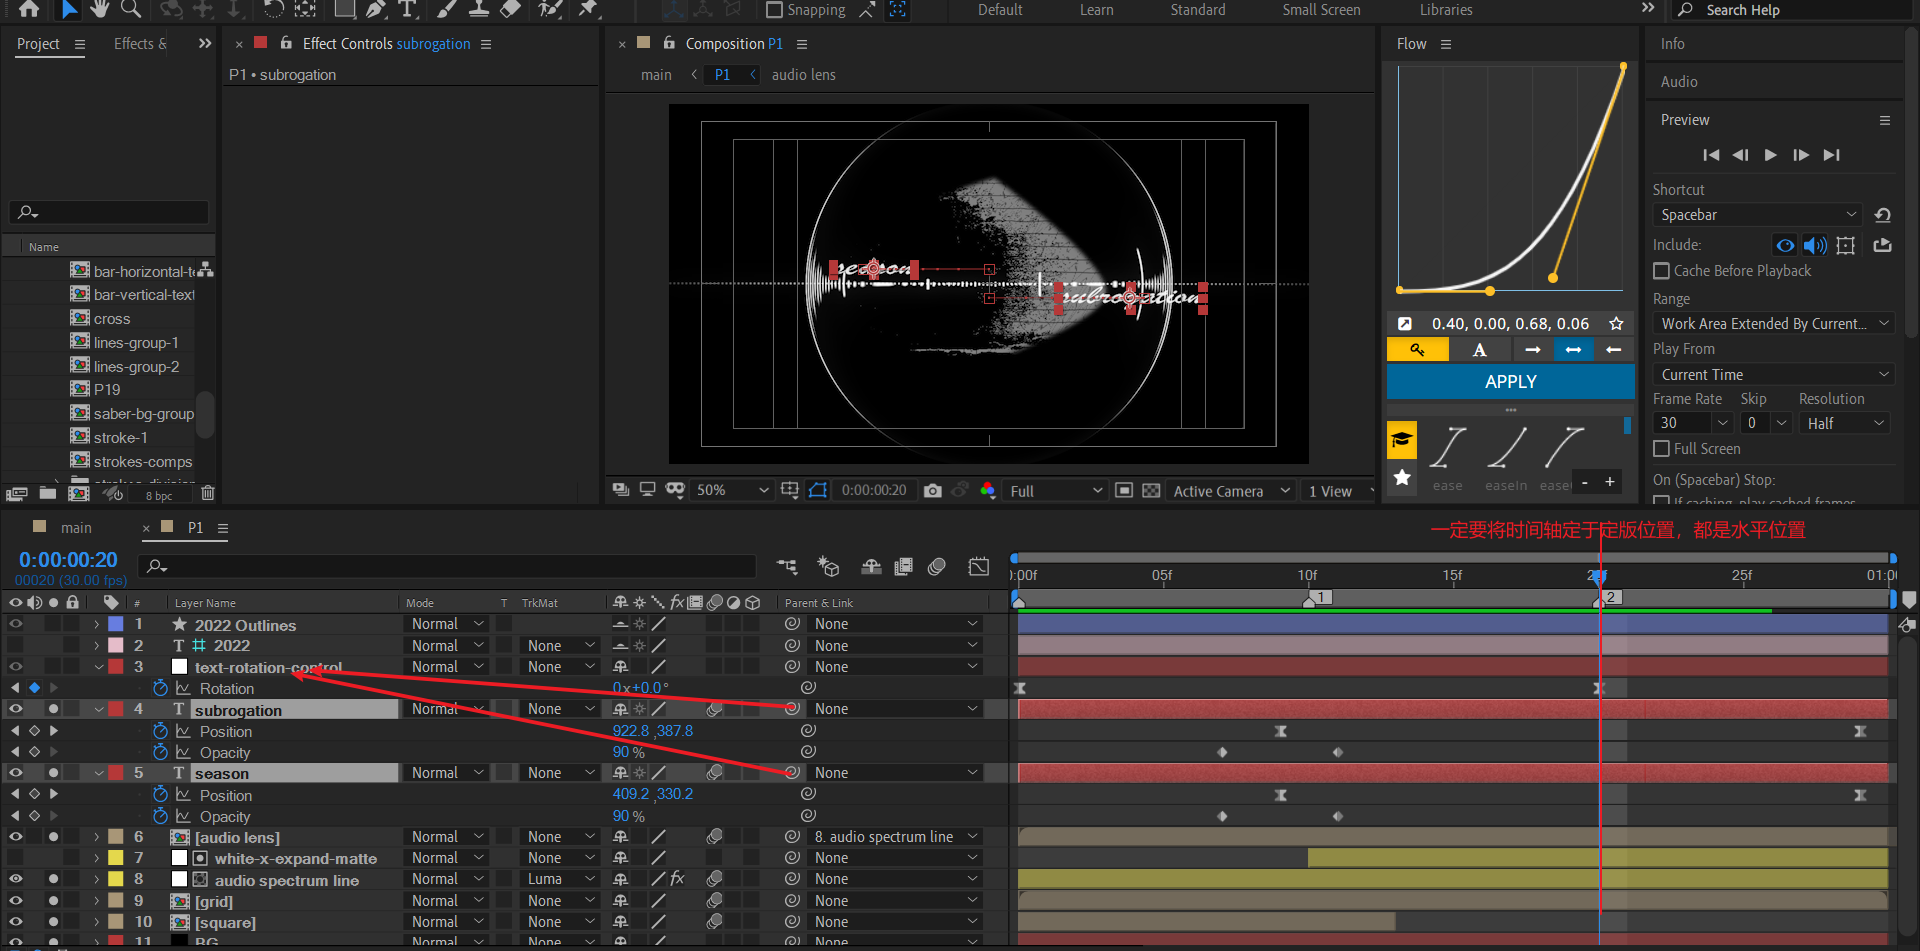 Snapping
Default
Learn
Standard
Small Screen
Libraries
Search Help
Project
Effects &
Effect Controls subrogation
Composition P1
Flow
Info
P1 • subrogation
main
P1
audio lens
Audio
Preview
Shortcut
Spacebar
Include:
Cache Before Playback
Range
Work Area Extended By Current...
Play From
Current Time
Frame Rate
Skip
Resolution
30
0
Half
Full Screen
On (Spacebar) Stop:
If caching, play cached frames
Name
bar-horizontal-te
bar-vertical-text
cross
lines-group-1
lines-group-2
P19
saber-bg-group
stroke-1
strokes-comps
8 bpc
season
subrogation
50%
0:00:00:20
Full
Active Camera
1 View
0.40, 0.00, 0.68, 0.06
A
APPLY
ease
easeIn
ease
- +
main
P1
一定要将时间轴定于定版位置，都是水平位置
0:00:00:20
00020 (30.00 fps)
0:00f
05f
10f
15f
25f
01:00
1
2
#
Layer Name
Mode
T
TrkMat
fx
Parent & Link
1 2022 Outlines Normal None
2 T 2022 Normal None None
3 text-rotation-control Normal None None
Rotation 0x+0.0°
4 T subrogation Normal None None
Position 922.8,387.8
Opacity 90 %
5 T season Normal None None
Position 409.2,330.2
Opacity 90 %
6 [audio lens] Normal None 8. audio spectrum line
7 white-x-expand-matte Normal None None
8 audio spectrum line Normal Luma fx None
9 [grid] Normal None None
10 [square] Normal None None
11 BG Normal None None